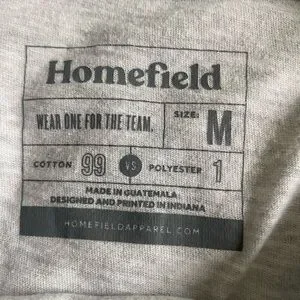 Homefield
WEAR ONE FOR THE TEAM.
SIZE:
M
COTTON 99 VS POLYESTER 1
MADE IN GUATEMALA
DESIGNED AND PRINTED IN INDIANA
HOMEFIELDAPPAREL.COM